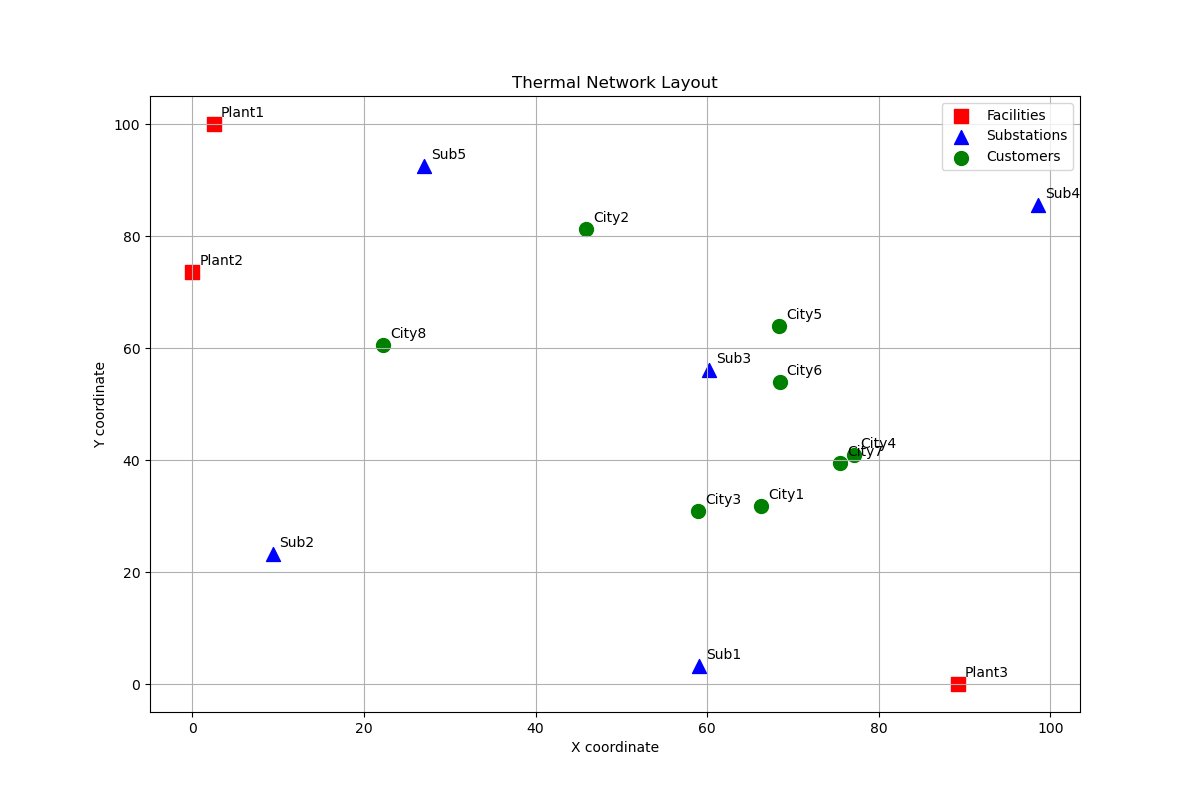 Thermal Network Layout
Plant1
Facilities
Substations
Customers
Sub5
Sub4
City2
Plant2
City5
City8
Sub3
City6
City4
City7
City3
City1
Sub2
Sub1
Plant3
100
80
60
40
20
0
Y coordinate
0
20
40
60
80
100
X coordinate